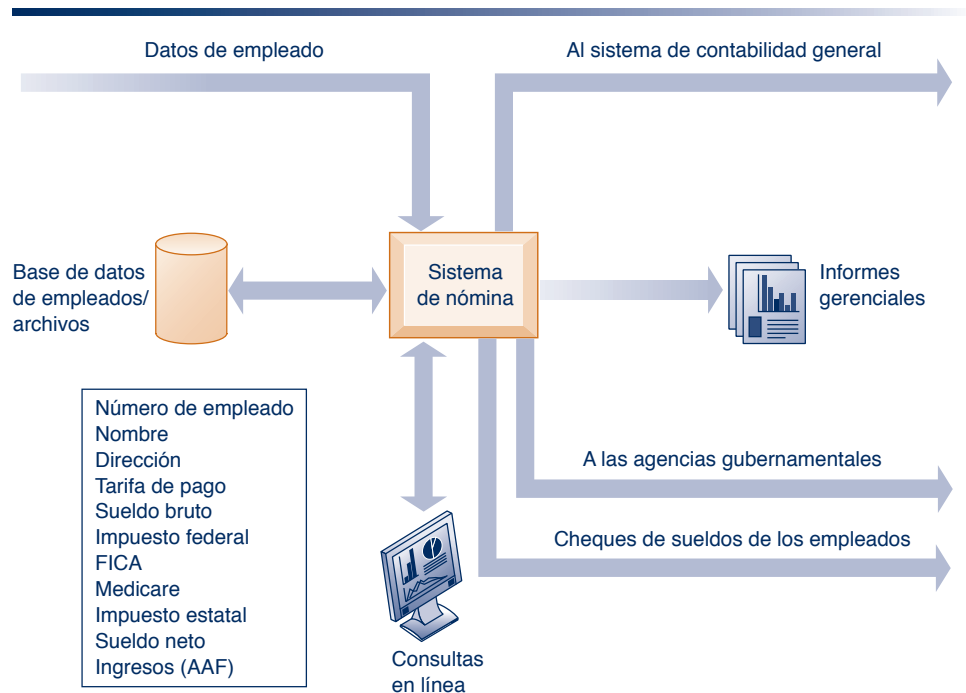 Datos de empleado
Al sistema de contabilidad general
Base de datos
de empleados/
archivos
Sistema
de nómina
Informes
gerenciales
Número de empleado
Nombre
Dirección
Tarifa de pago
Sueldo bruto
Impuesto federal
FICA
Medicare
Impuesto estatal
Sueldo neto
Ingresos (AAF)
A las agencias gubernamentales
Cheques de sueldos de los empleados
Consultas
en línea